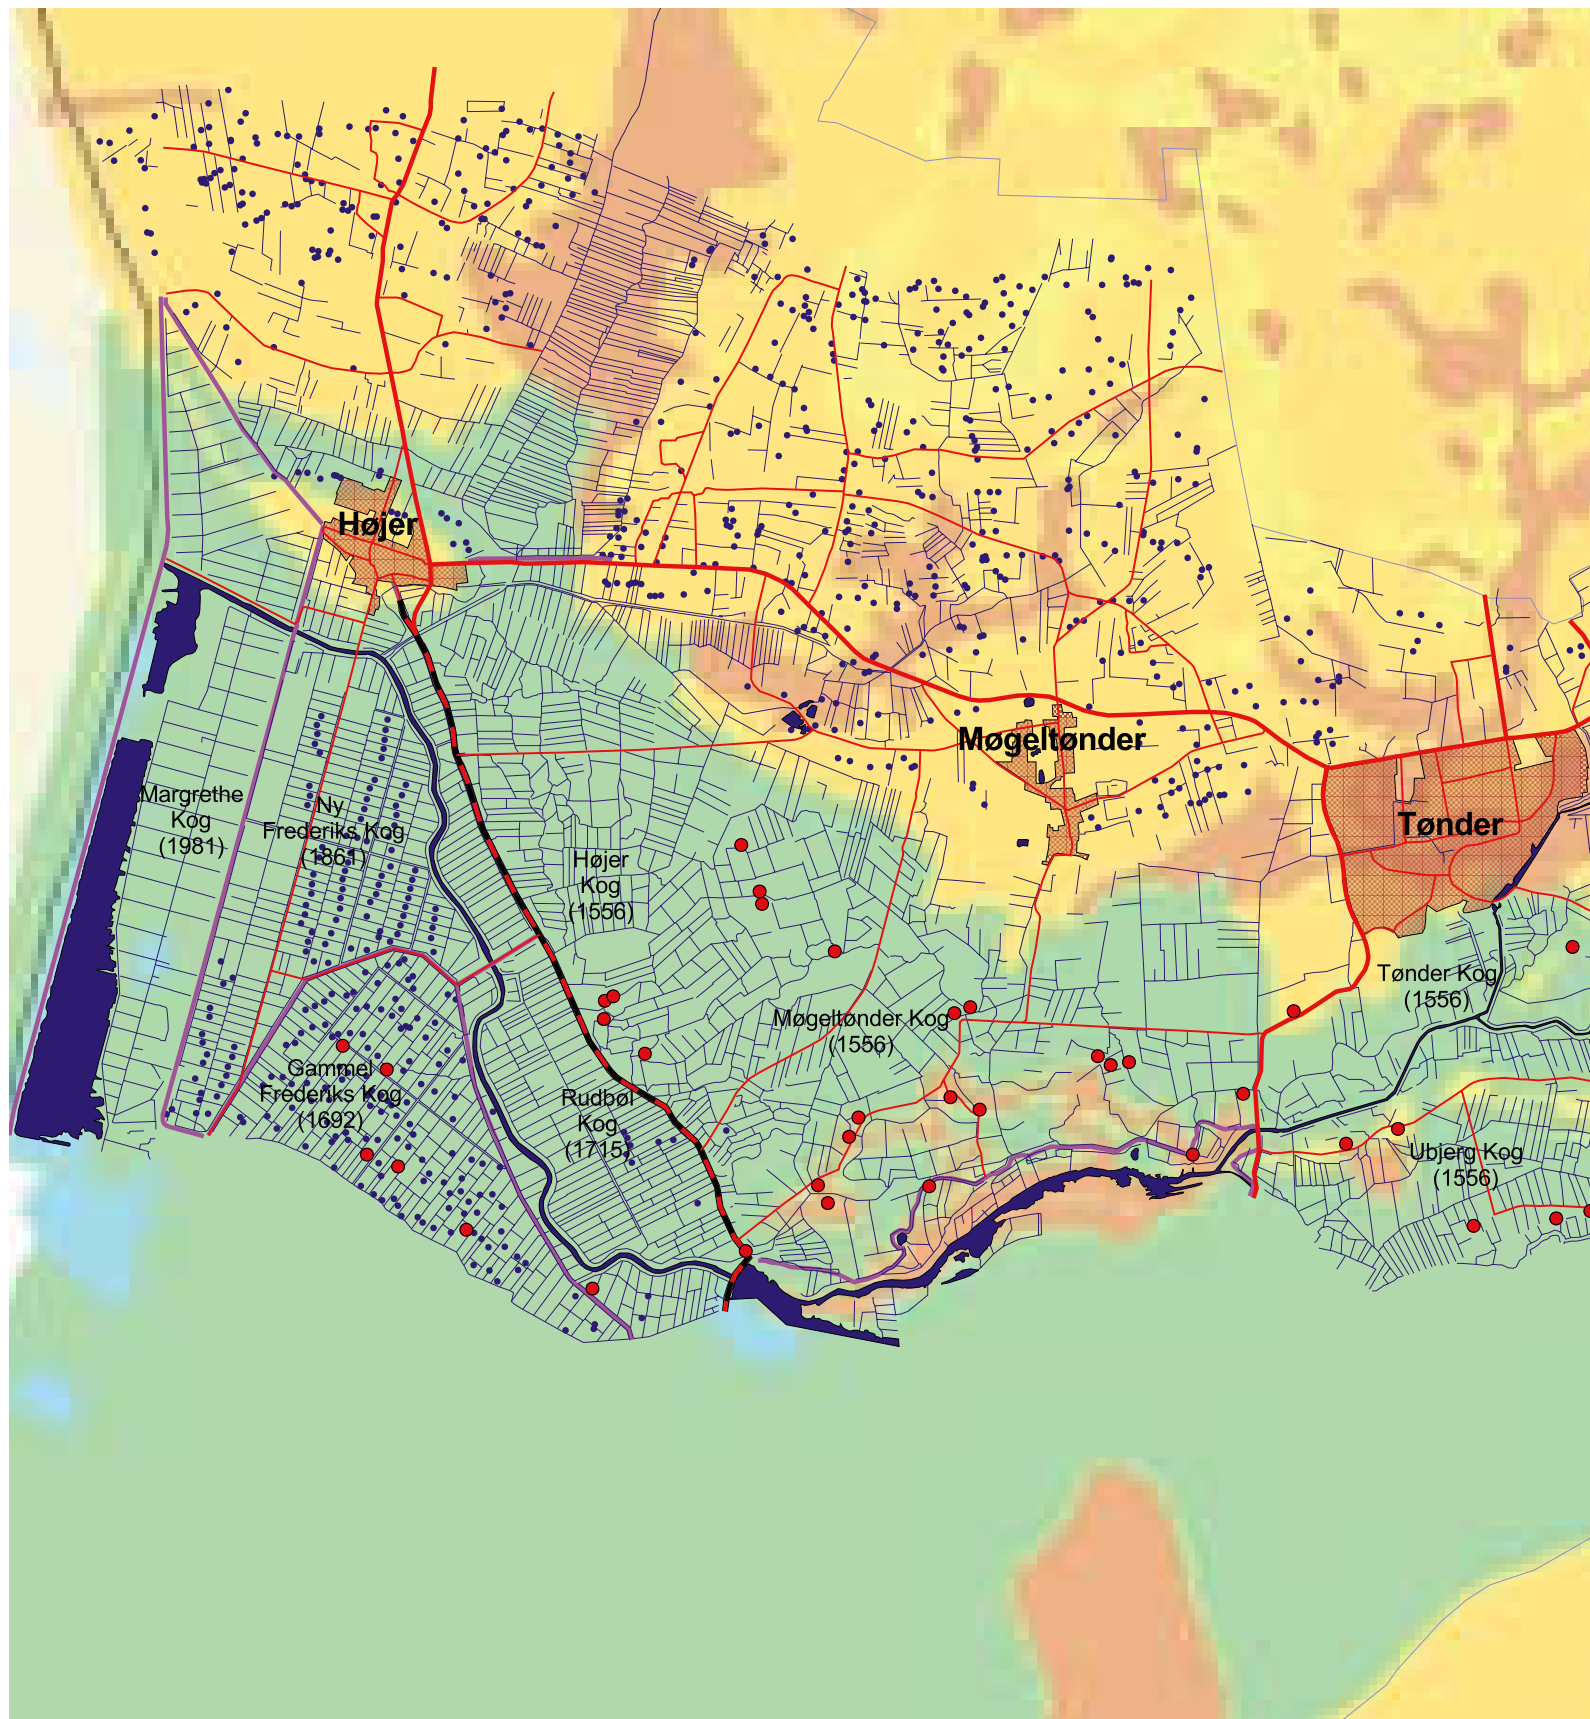 Højer
Møgeltønder
Tønder
Margrethe
Kog
(1981)
Ny
Frederiks Kog
(1861)
Højer
Kog
(1556)
Tønder Kog
(1556)
Møgeltønder Kog
(1556)
Gammel
Frederiks Kog
(1692)
Rudbøl
Kog
(1715)
Ubjerg Kog
(1556)